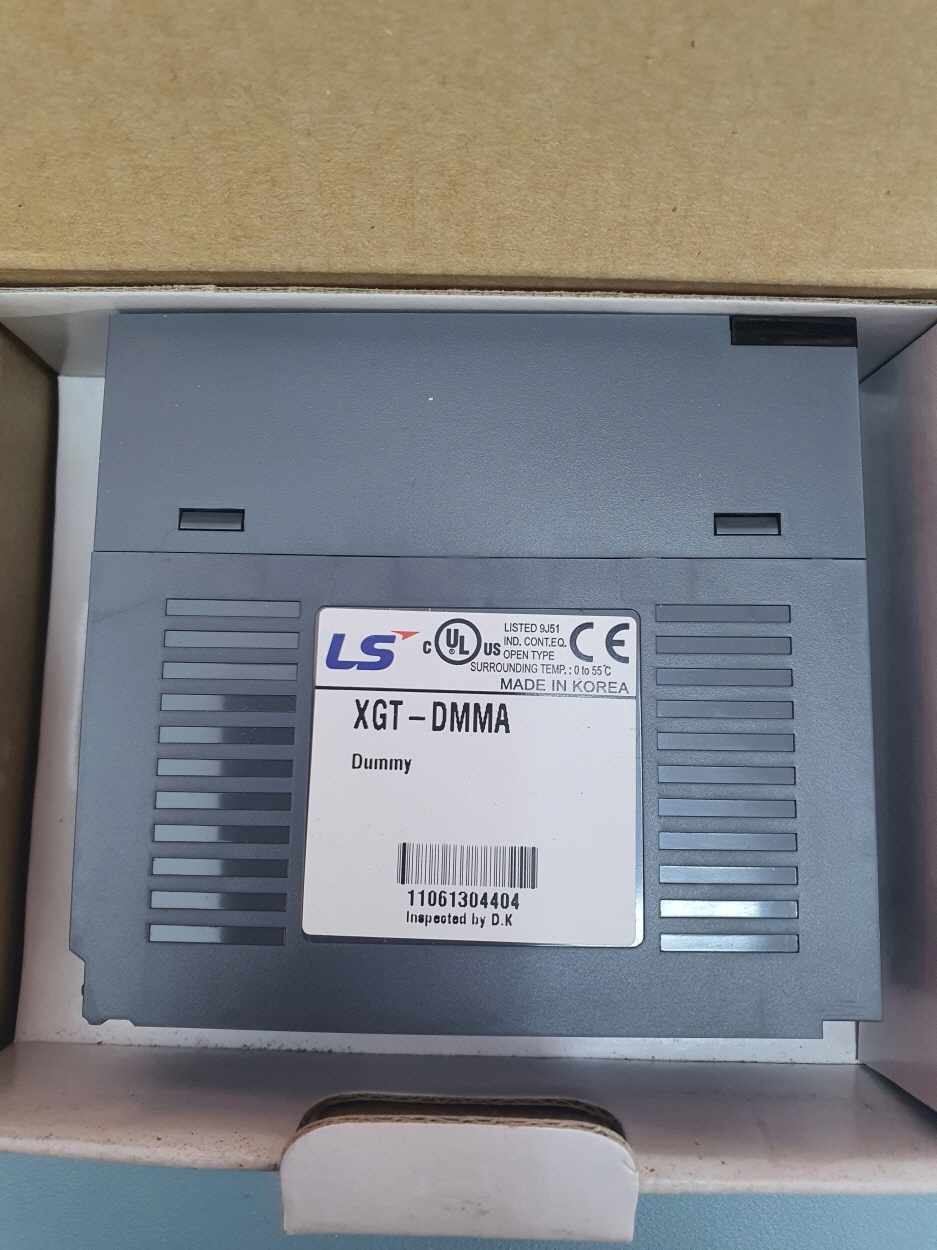 LS
c UL us
LISTED 9J51
IND. CONT.EQ.
OPEN TYPE
CE
SURROUNDING TEMP. : 0 to 55℃
MADE IN KOREA
XGT-DMMA
Dummy
11061304404
Inspected by D.K